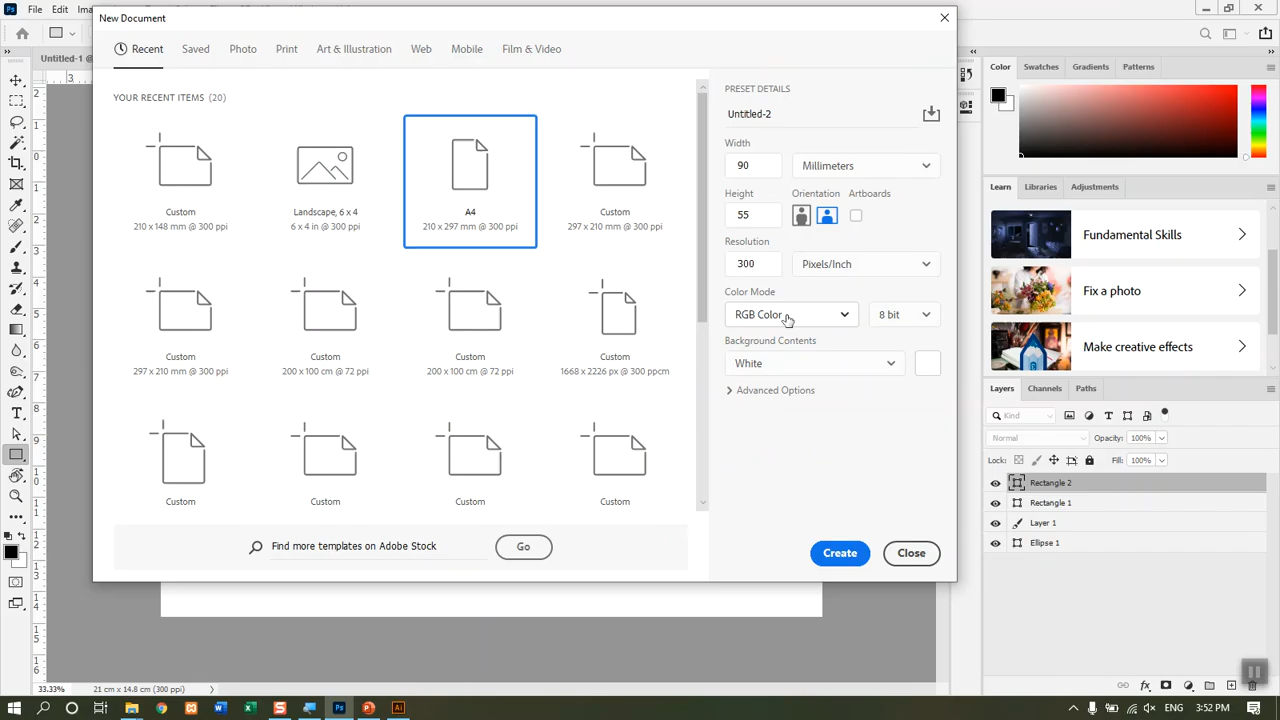 Ps File Edit Ima
New Document
Untitled-1 @
Recent Saved Photo Print Art & Illustration Web Mobile Film & Video
YOUR RECENT ITEMS (20)
Custom
210 x 148 mm @ 300 ppi
Landscape, 6 x 4
6 x 4 in @ 300 ppi
A4
210 x 297 mm @ 300 ppi
Custom
297 x 210 mm @ 300 ppi
Custom
297 x 210 mm @ 300 ppi
Custom
200 x 100 cm @ 72 ppi
Custom
200 x 100 cm @ 72 ppi
Custom
1668 x 2226 px @ 300 ppcm
Custom
Custom
Custom
Custom
Find more templates on Adobe Stock Go
PRESET DETAILS
Untitled-2
Width
90 Millimeters
Height Orientation Artboards
55
Resolution
300 Pixels/Inch
Color Mode
RGB Color 8 bit
Background Contents
White
Advanced Options
Create Close
Color Swatches Gradients Patterns
Learn Libraries Adjustments
Fundamental Skills
Fix a photo
Make creative effects
Layers Channels Paths
Kind
Normal Opacity: 100%
Lock: Fill: 100%
Rectangle 2
Rectangle 1
Layer 1
Ellipse 1
33.33% 21 cm x 14.8 cm (300 ppi)
ENG 3:52 PM